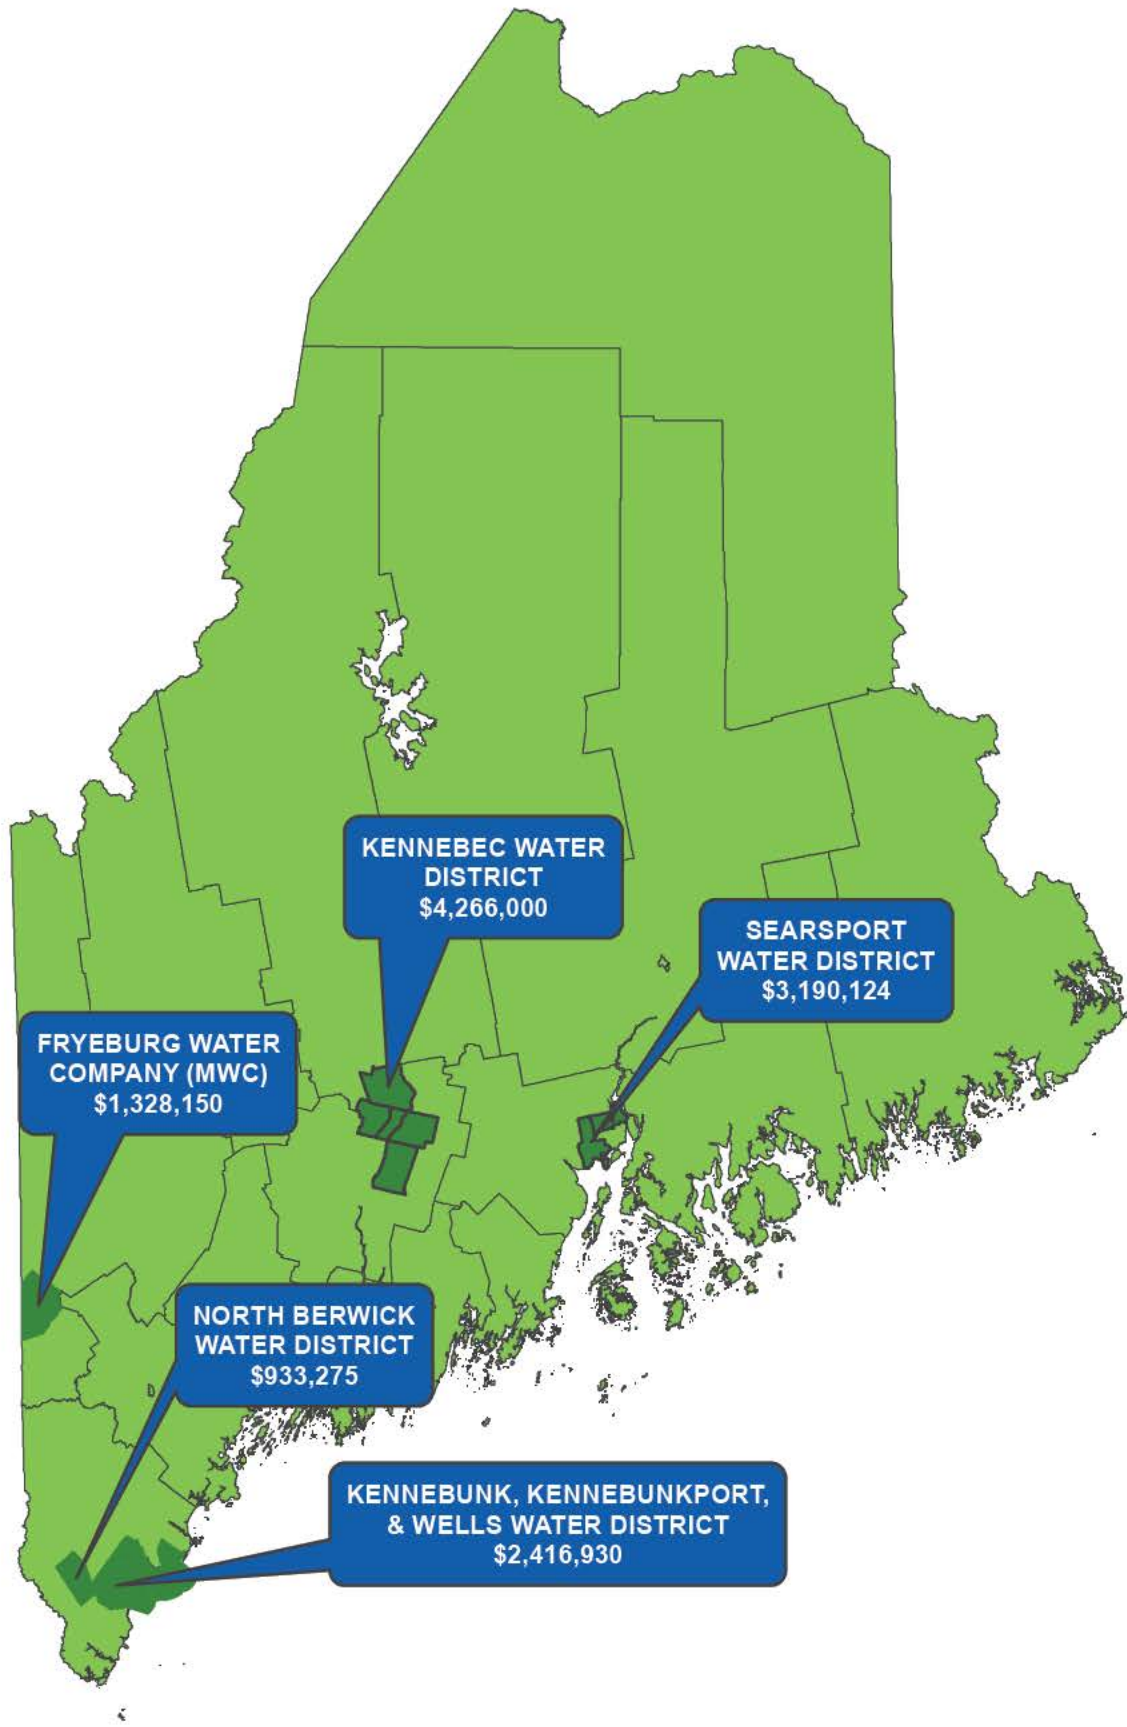 KENNEBEC WATER
DISTRICT
$4,266,000
SEARSPORT
WATER DISTRICT
$3,190,124
FRYEBURG WATER
COMPANY (MWC)
$1,328,150
NORTH BERWICK
WATER DISTRICT
$933,275
KENNEBUNK, KENNEBUNKPORT,
& WELLS WATER DISTRICT
$2,416,930